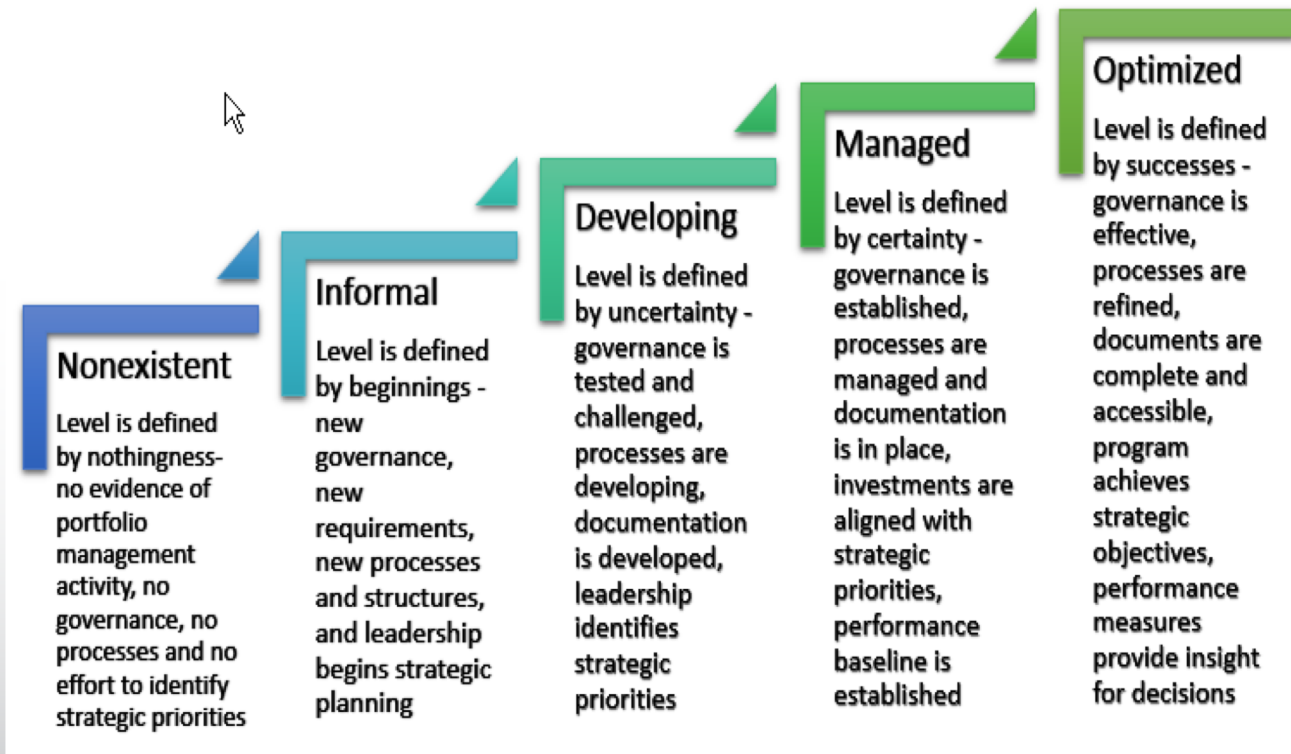 Nonexistent
Level is defined
by nothingness-
no evidence of
portfolio
management
activity, no
governance, no
processes and no
effort to identify
strategic priorities
Informal
Level is defined
by beginnings -
new
governance,
new
requirements,
new processes
and structures,
and leadership
begins strategic
planning
Developing
Level is defined
by uncertainty -
governance is
tested and
challenged,
processes are
developing,
documentation
is developed,
leadership
identifies
strategic
priorities
Managed
Level is defined
by certainty -
governance is
established,
processes are
managed and
documentation
is in place,
investments are
aligned with
strategic
priorities,
performance
baseline is
established
Optimized
Level is defined
by successes -
governance is
effective,
processes are
refined,
documents are
complete and
accessible,
program
achieves
strategic
objectives,
performance
measures
provide insight
for decisions